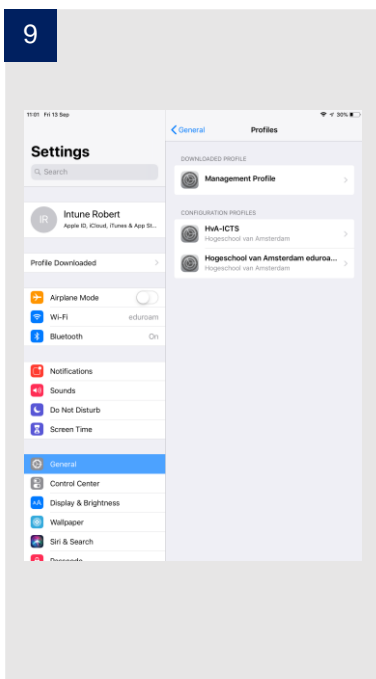 9
11:01 Fri 13 Sep
30%
General
Profiles
Settings
Search
DOWNLOADED PROFILE
Management Profile
IR
Intune Robert
Apple ID, iCloud, iTunes & App St...
CONFIGURATION PROFILES
HvA-ICTS
Hogeschool van Amsterdam
Hogeschool van Amsterdam eduroa...
Hogeschool van Amsterdam
Profile Downloaded
Airplane Mode
Wi-Fi eduroam
Bluetooth On
Notifications
Sounds
Do Not Disturb
Screen Time
General
Control Center
AA Display & Brightness
Wallpaper
Siri & Search
Passcode